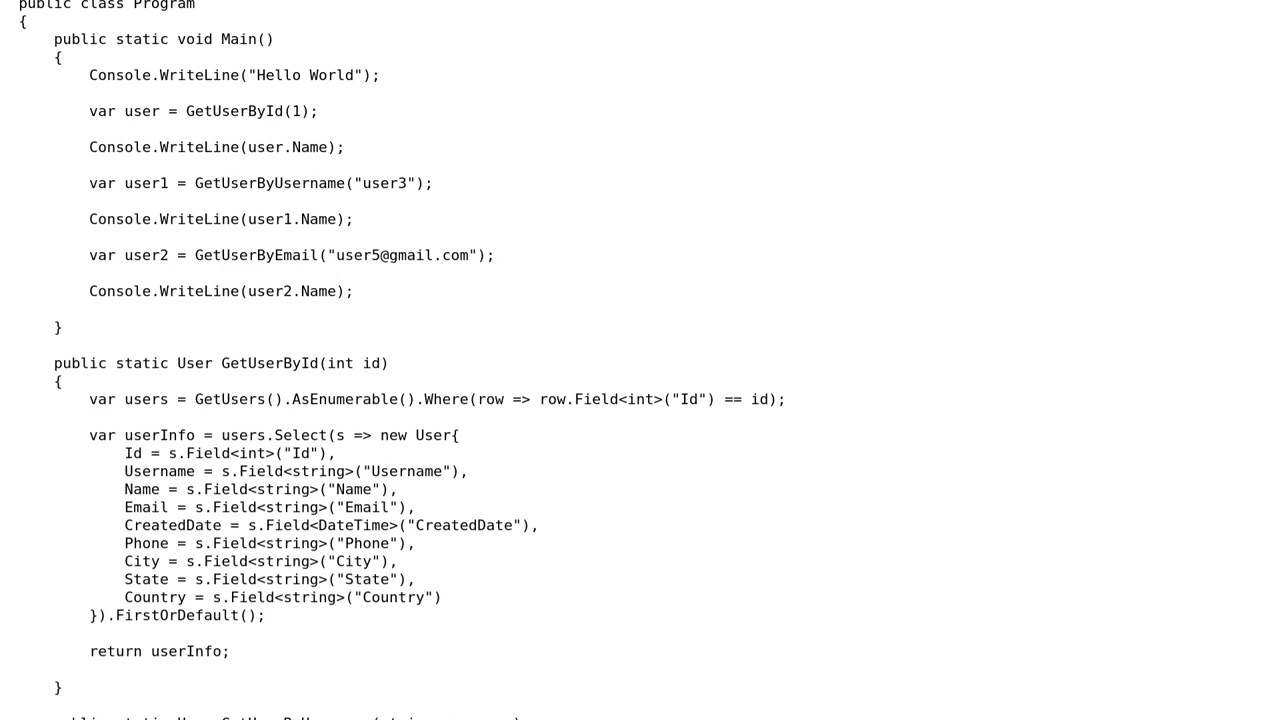 public class Program
{
    public static void Main()
    {
        Console.WriteLine("Hello World");
        var user = GetUserById(1);
        Console.WriteLine(user.Name);
        var user1 = GetUserByUsername("user3");
        Console.WriteLine(user1.Name);
        var user2 = GetUserByEmail("user5@gmail.com");
        Console.WriteLine(user2.Name);
    }
    public static User GetUserById(int id)
    {
        var users = GetUsers().AsEnumerable().Where(row => row.Field<int>("Id") == id);
        var userInfo = users.Select(s => new User{
            Id = s.Field<int>("Id"),
            Username = s.Field<string>("Username"),
            Name = s.Field<string>("Name"),
            Email = s.Field<string>("Email"),
            CreatedDate = s.Field<DateTime>("CreatedDate"),
            Phone = s.Field<string>("Phone"),
            City = s.Field<string>("City"),
            State = s.Field<string>("State"),
            Country = s.Field<string>("Country")
        }).FirstOrDefault();
        return userInfo;
    }